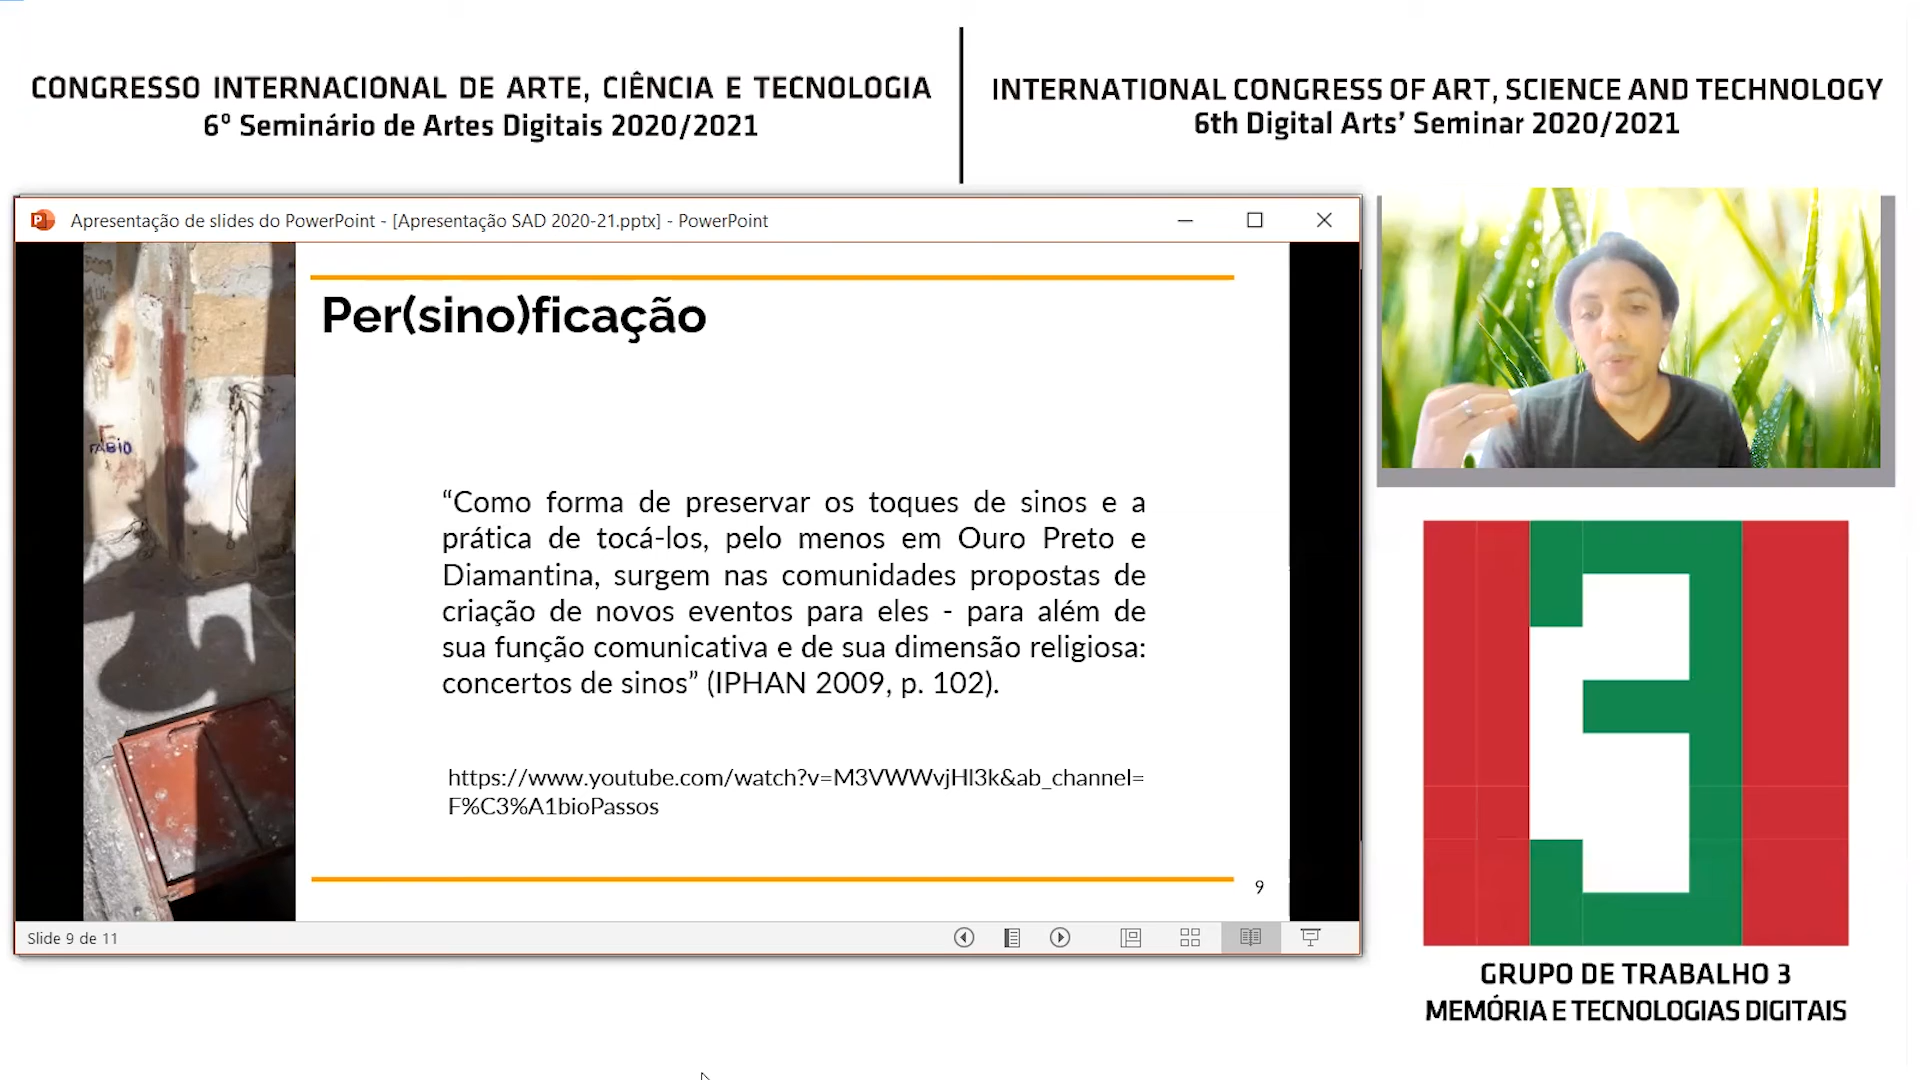 CONGRESSO INTERNACIONAL DE ARTE, CIÊNCIA E TECNOLOGIA
6º Seminário de Artes Digitais 2020/2021
INTERNATIONAL CONGRESS OF ART, SCIENCE AND TECHNOLOGY
6th Digital Arts’ Seminar 2020/2021
Apresentação de slides do PowerPoint - [Apresentação SAD 2020-21.pptx] - PowerPoint
FÁBIO
Per(sino)ficação
“Como forma de preservar os toques de sinos e a
prática de tocá-los, pelo menos em Ouro Preto e
Diamantina, surgem nas comunidades propostas de
criação de novos eventos para eles - para além de
sua função comunicativa e de sua dimensão religiosa:
concertos de sinos” (IPHAN 2009, p. 102).
https://www.youtube.com/watch?v=M3VWWvjHI3k&ab_channel=
F%C3%A1bioPassos
9
Slide 9 de 11
3
GRUPO DE TRABALHO 3
MEMÓRIA E TECNOLOGIAS DIGITAIS